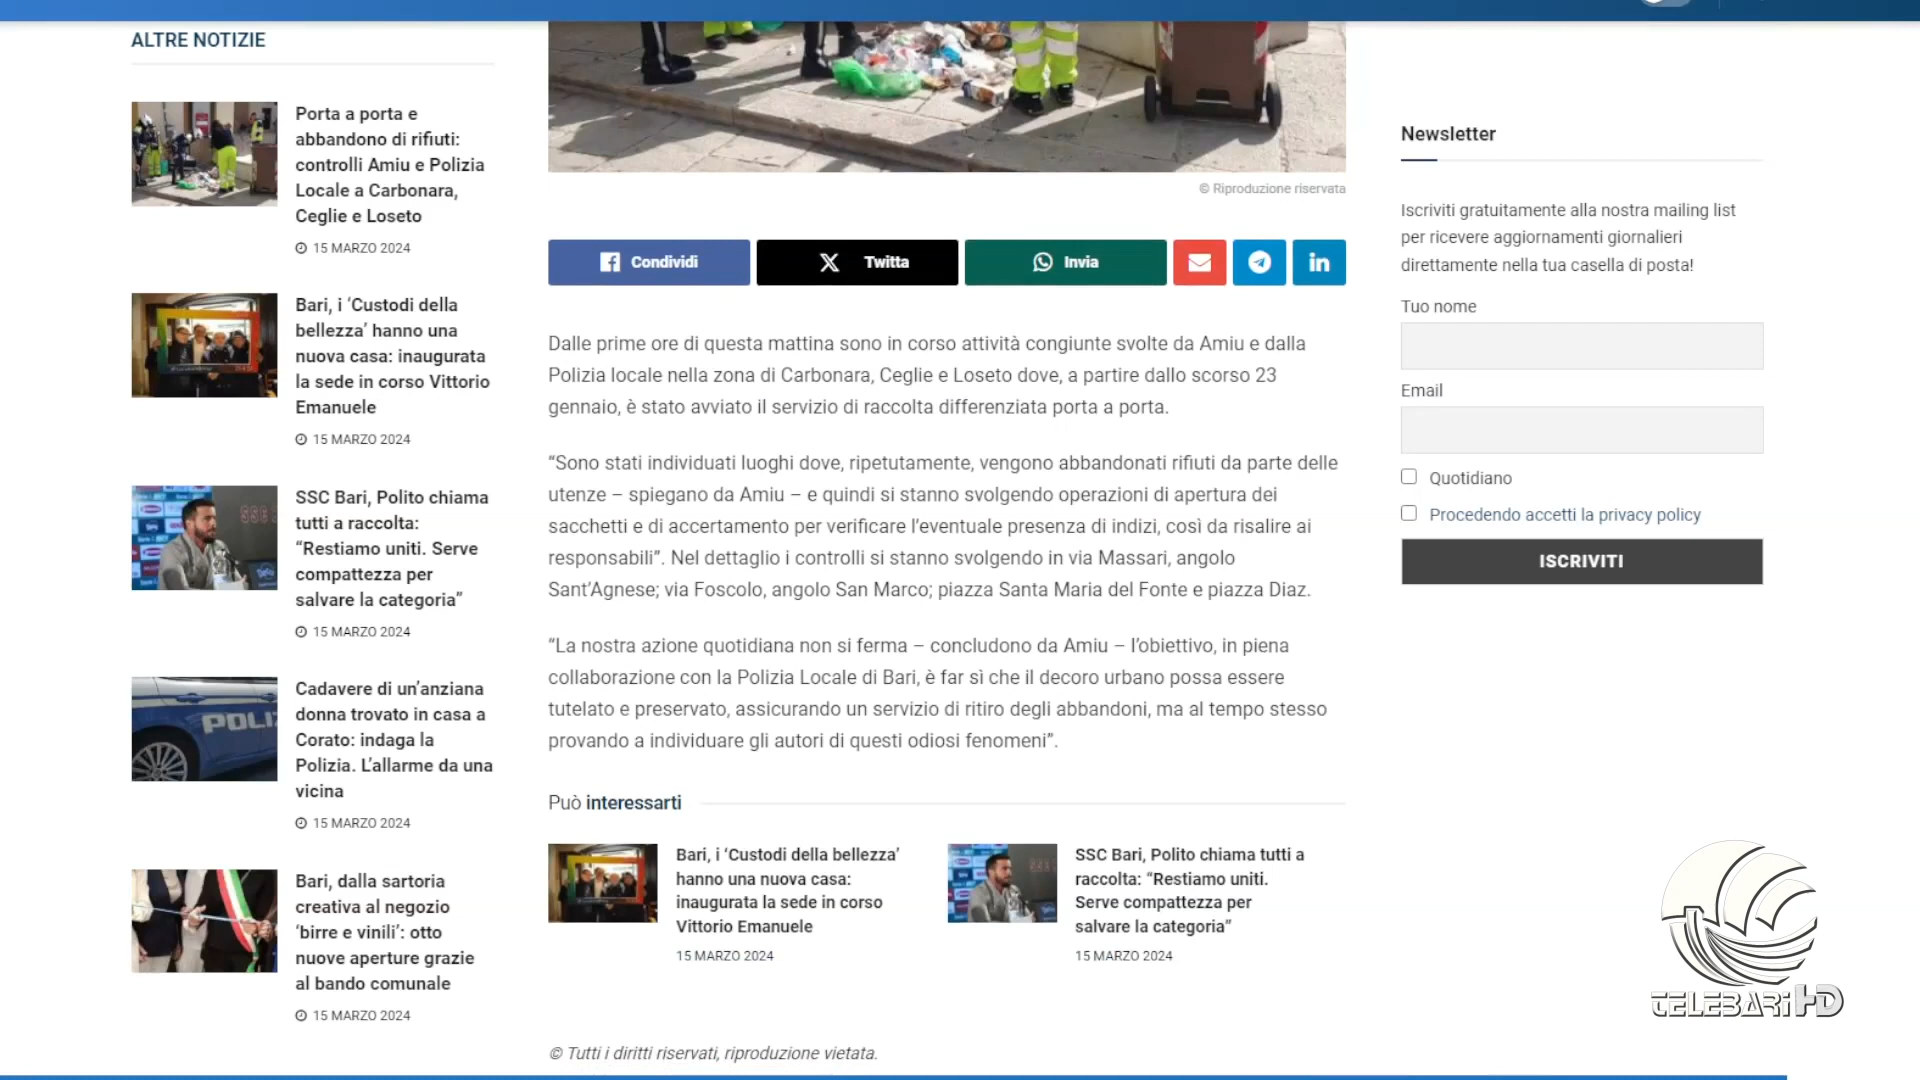 ALTRE NOTIZIE
Porta a porta e
abbandono di rifiuti:
controlli Amiu e Polizia
Locale a Carbonara,
Ceglie e Loseto
15 MARZO 2024
Bari, i ‘Custodi della
bellezza’ hanno una
nuova casa: inaugurata
la sede in corso Vittorio
Emanuele
15 MARZO 2024
SSC Bari, Polito chiama
tutti a raccolta:
“Restiamo uniti. Serve
compattezza per
salvare la categoria”
15 MARZO 2024
POLI
Cadavere di un’anziana
donna trovato in casa a
Corato: indaga la
Polizia. L’allarme da una
vicina
15 MARZO 2024
Bari, dalla sartoria
creativa al negozio
‘birre e vinili’: otto
nuove aperture grazie
al bando comunale
15 MARZO 2024
© Riproduzione riservata
Condividi
Twitta
Invia
Dalle prime ore di questa mattina sono in corso attività congiunte svolte da Amiu e dalla
Polizia locale nella zona di Carbonara, Ceglie e Loseto dove, a partire dallo scorso 23
gennaio, è stato avviato il servizio di raccolta differenziata porta a porta.
“Sono stati individuati luoghi dove, ripetutamente, vengono abbandonati rifiuti da parte delle
utenze – spiegano da Amiu – e quindi si stanno svolgendo operazioni di apertura dei
sacchetti e di accertamento per verificare l’eventuale presenza di indizi, così da risalire ai
responsabili”. Nel dettaglio i controlli si stanno svolgendo in via Massari, angolo
Sant’Agnese; via Foscolo, angolo San Marco; piazza Santa Maria del Fonte e piazza Diaz.
“La nostra azione quotidiana non si ferma – concludono da Amiu – l’obiettivo, in piena
collaborazione con la Polizia Locale di Bari, è far sì che il decoro urbano possa essere
tutelato e preservato, assicurando un servizio di ritiro degli abbandoni, ma al tempo stesso
provando a individuare gli autori di questi odiosi fenomeni”.
Può interessarti
Bari, i ‘Custodi della bellezza’
hanno una nuova casa:
inaugurata la sede in corso
Vittorio Emanuele
15 MARZO 2024
SSC Bari, Polito chiama tutti a
raccolta: “Restiamo uniti.
Serve compattezza per
salvare la categoria”
15 MARZO 2024
© Tutti i diritti riservati, riproduzione vietata.
Newsletter
Iscriviti gratuitamente alla nostra mailing list
per ricevere aggiornamenti giornalieri
direttamente nella tua casella di posta!
Tuo nome
Email
Quotidiano
Procedendo accetti la privacy policy
ISCRIVITI
TELEBARI HD